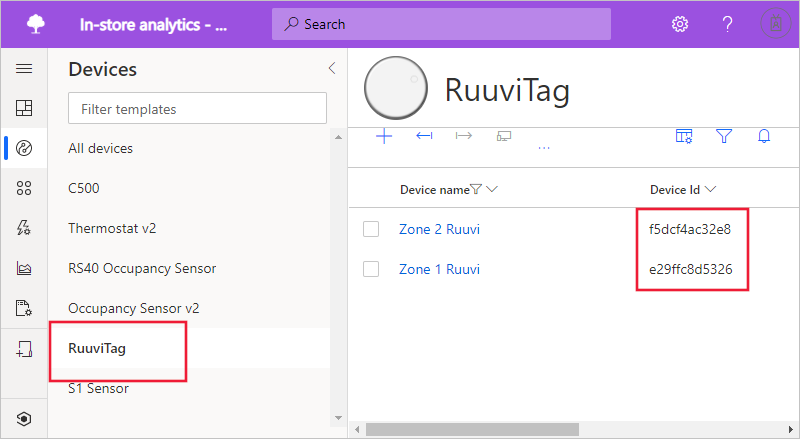 In-store analytics - ...
Search
?
Devices
Filter templates
All devices
C500
Thermostat v2
RS40 Occupancy Sensor
Occupancy Sensor v2
RuuviTag
S1 Sensor
RuuviTag
...
Device name
Device Id
Zone 2 Ruuvi
f5dcf4ac32e8
Zone 1 Ruuvi
e29ffc8d5326